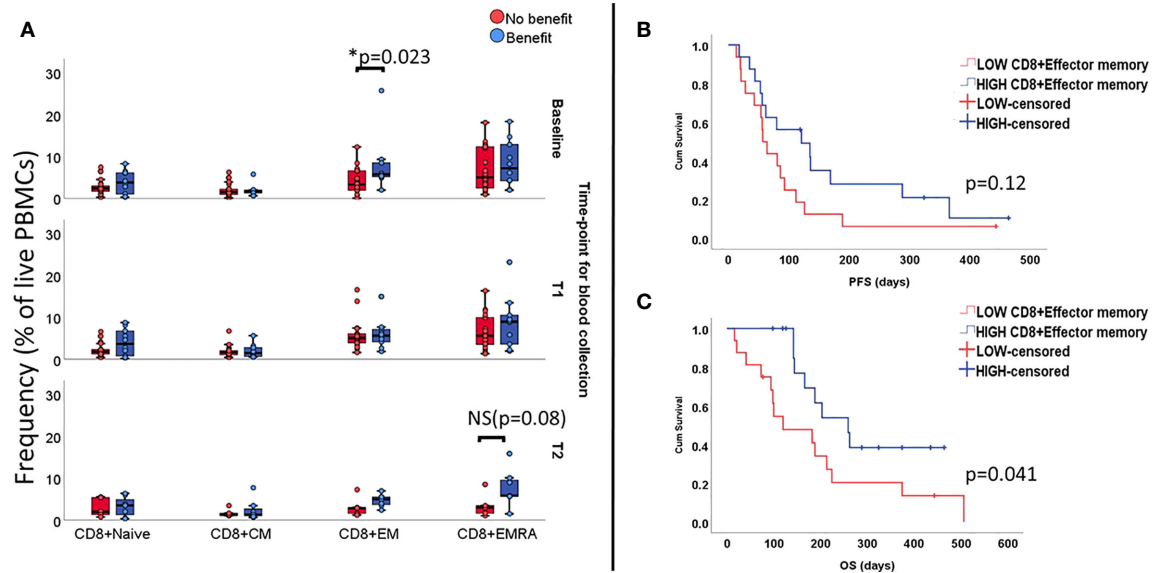 A
No benefit
Benefit
Frequency (% of live PBMCs)
Time-point for blood collection
30
20
10
0
*p=0.023
Baseline
30
20
10
0
T1
30
20
10
0
NS(p=0.08)
T2
CD8+Naive
CD8+CM
CD8+EM
CD8+EMRA
B
Cum Survival
1.0
0.8
0.6
0.4
0.2
0.0
LOW CD8+Effector memory
HIGH CD8+Effector memory
LOW-censored
HIGH-censored
p=0.12
0 100 200 300 400 500
PFS (days)
C
Cum Survival
1.0
0.8
0.6
0.4
0.2
0.0
LOW CD8+Effector memory
HIGH CD8+Effector memory
LOW-censored
HIGH-censored
p=0.041
0 100 200 300 400 500 600
OS (days)